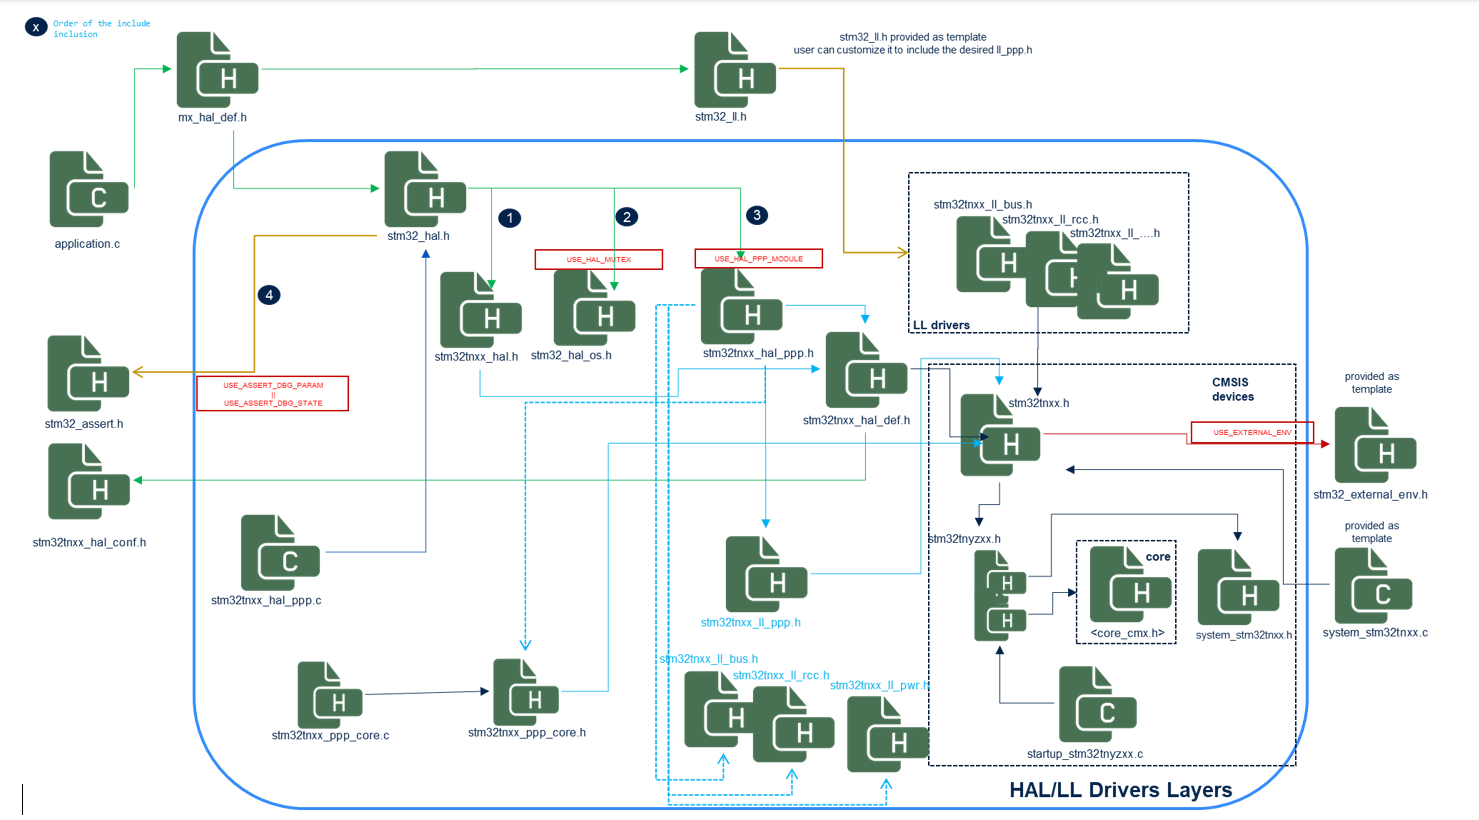 x
Order of the include
inclusion
H
mx_hal_def.h
H
stm32_ll.h
stm32_ll.h provided as template
user can customize it to include the desired ll_ppp.h
C
application.c
H
stm32_hal.h
1
2
3
4
USE_HAL_MUTEX
USE_HAL_PPP_MODULE
stm32tnxx_ll_bus.h
stm32tnxx_ll_rcc.h
stm32tnxx_ll_....h
H
H
H
LL drivers
H
stm32tnxx_hal.h
H
stm32_hal_os.h
H
stm32tnxx_hal_ppp.h
H
stm32_assert.h
USE_ASSERT_DBG_PARAM
||
USE_ASSERT_DBG_STATE
H
stm32tnxx_hal_def.h
CMSIS
devices
stm32tnxx.h
H
USE_EXTERNAL_ENV
provided as
template
H
stm32_external_env.h
H
stm32tnxx_hal_conf.h
C
stm32tnxx_hal_ppp.c
H
stm32tnxx_ll_ppp.h
stm32tnyzxx.h
H
H
core
H
<core_cmx.h>
H
system_stm32tnxx.h
provided as
template
C
system_stm32tnxx.c
H
stm32tnxx_ppp_core.c
H
stm32tnxx_ppp_core.h
stm32tnxx_ll_bus.h
stm32tnxx_ll_rcc.h
stm32tnxx_ll_pwr.h
H
H
H
C
startup_stm32tnyzxx.c
HAL/LL Drivers Layers